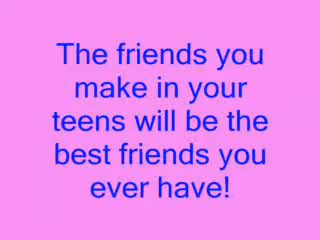 The friends you
make in your
teens will be the
best friends you
ever have!